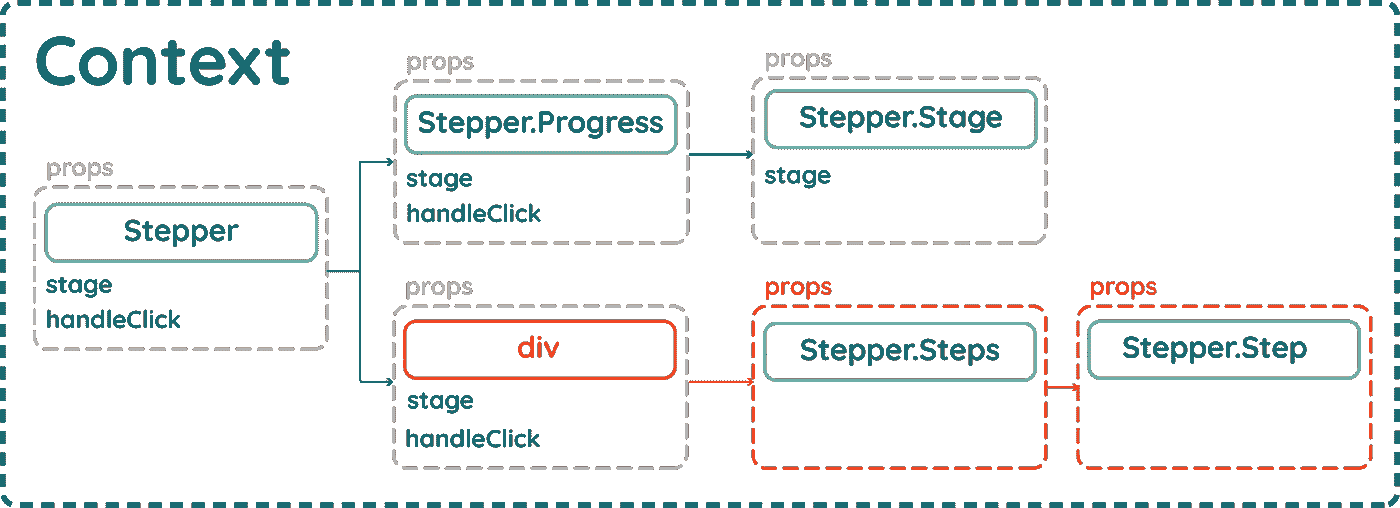 Context
props
Stepper
stage
handleClick
props
Stepper.Progress
stage
handleClick
props
Stepper.Stage
stage
props
div
stage
handleClick
props
Stepper.Steps
props
Stepper.Step